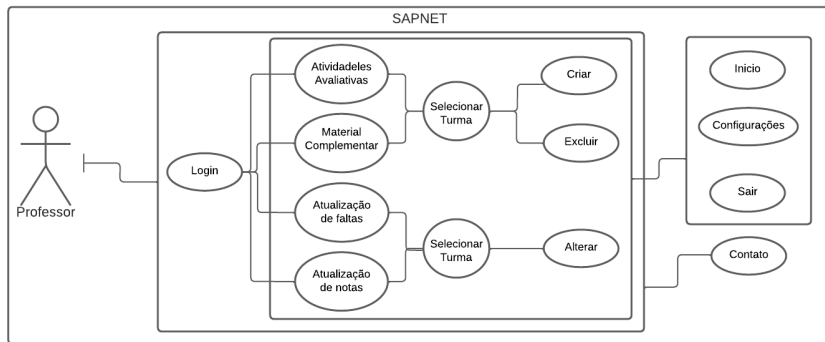 SAPNET
Atividadeles
Avaliativas
Criar
Inicio
Selecionar
Turma
Material
Complementar
Configurações
Excluir
Login
Sair
Professor
Atualização
de faltas
Selecionar
Turma
Alterar
Contato
Atualização
de notas